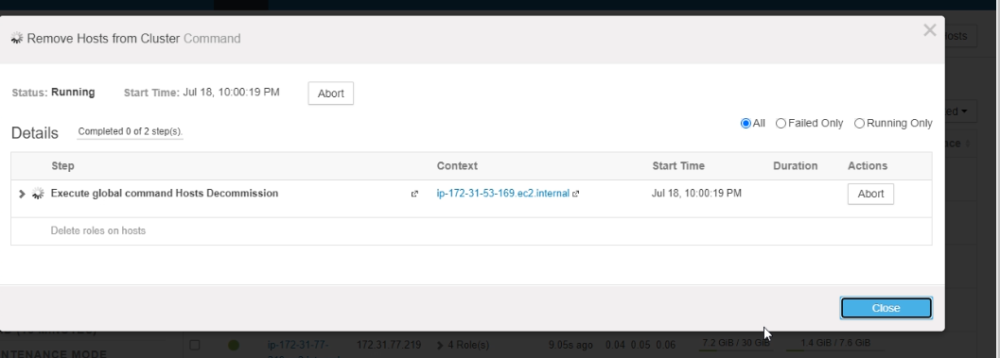 Remove Hosts from Cluster Command
osts
Status: Running Start Time: Jul 18, 10:00:19 PM Abort
ed
Details Completed 0 of 2 step(s). All Failed Only Running Only
Step Context Start Time Duration Actions
Execute global command Hosts Decommission ip-172-31-53-169.ec2.internal Jul 18, 10:00:19 PM Abort
Delete roles on hosts
Close
NTENANCE MODE ip-172-31-77- 172.31.77.219 4 Role(s) 9.05s ago 0.04 0.05 0.06 7.2 GiB / 30 GiB 1.4 GiB / 7.6 GiB